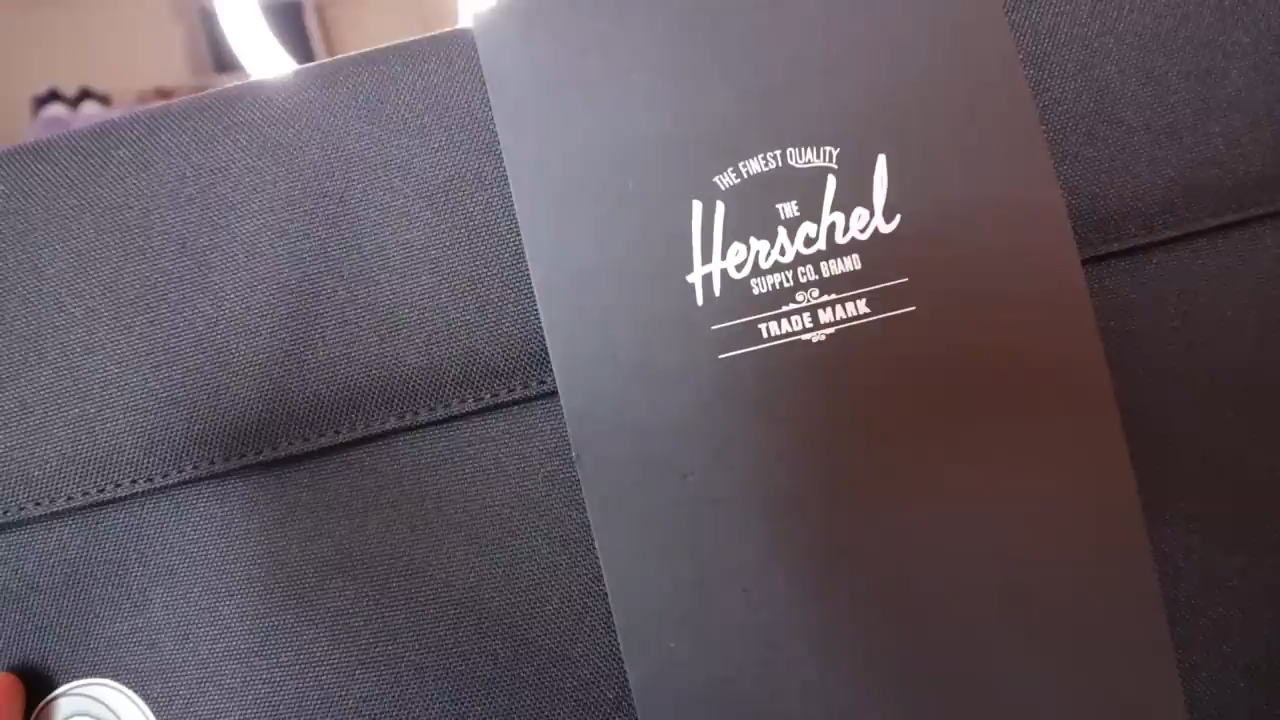 THE FINEST QUALITY
THE
Herschel
SUPPLY CO. BRAND
TRADE MARK